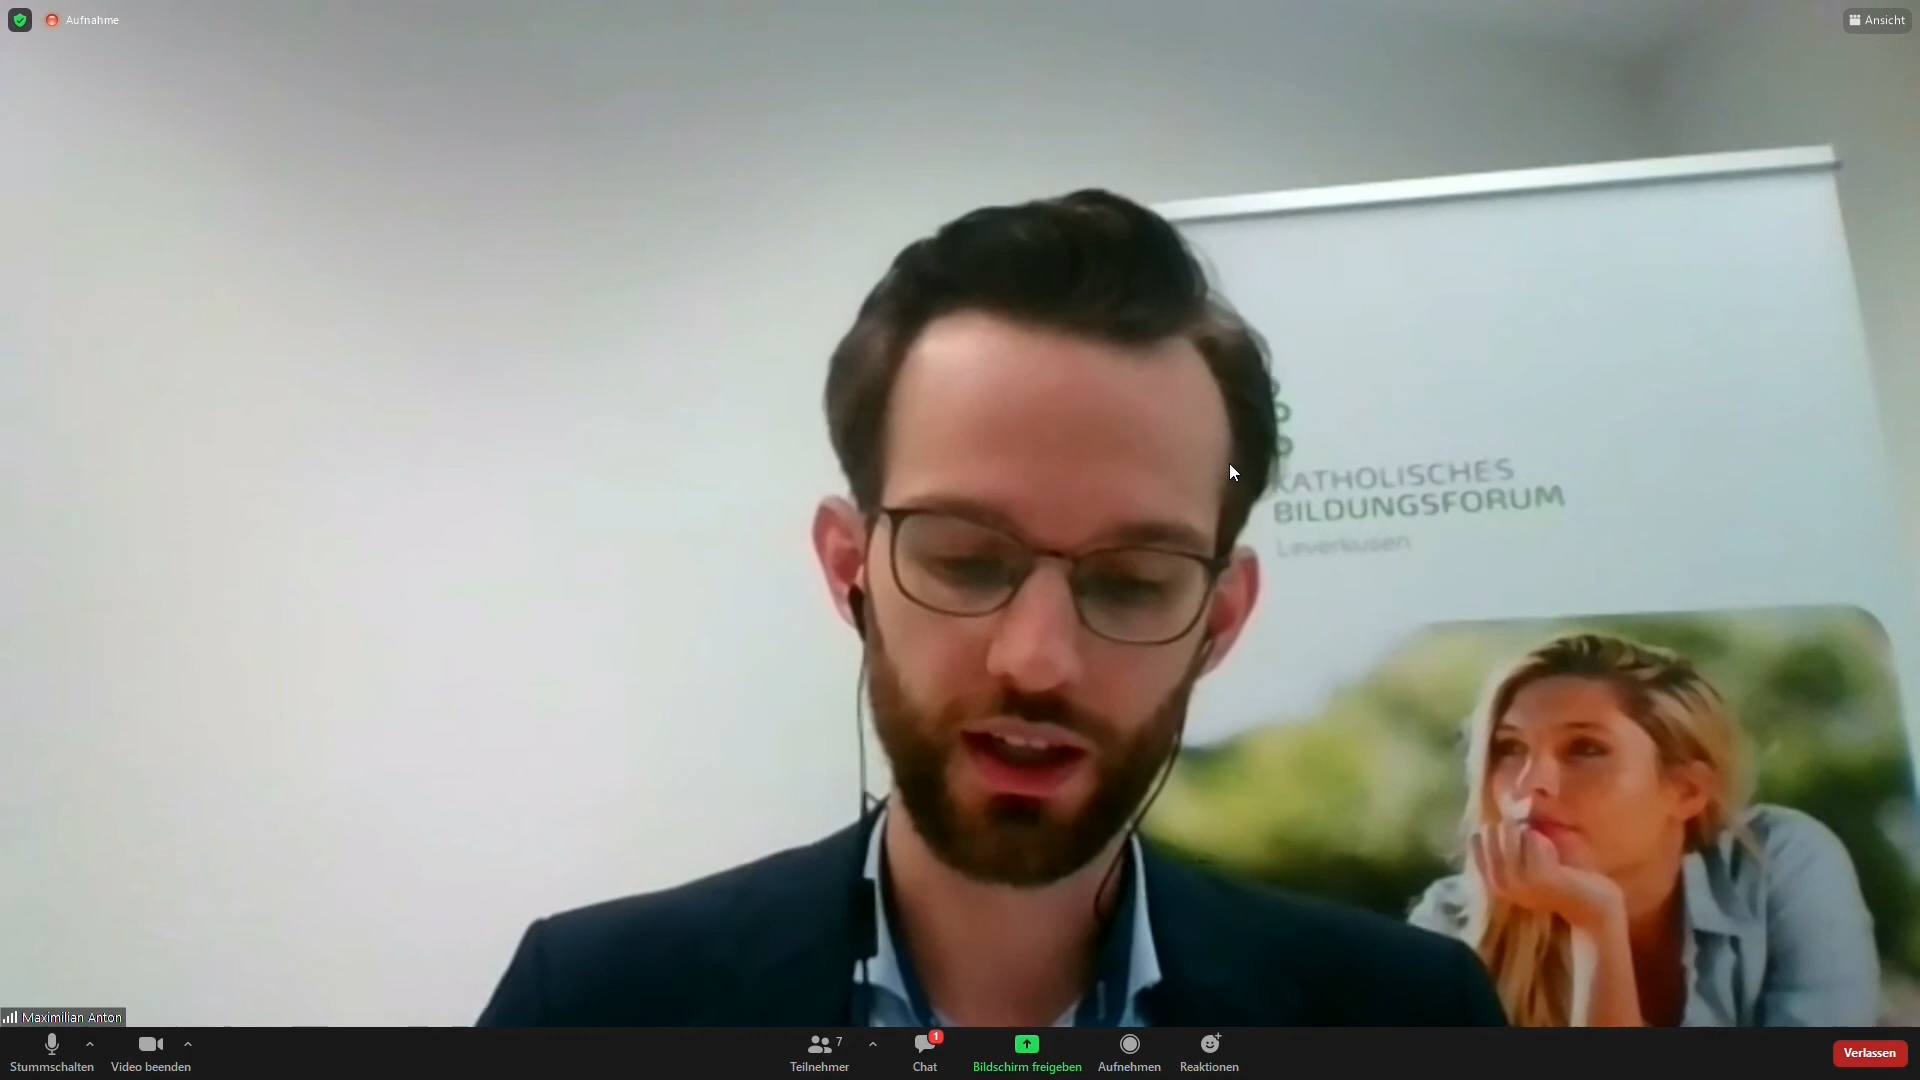 Aufnahme
Ansicht
KATHOLISCHES
BILDUNGSFORUM
Leverkusen
Maximilian Anton
Stummschalten
Video beenden
7
Teilnehmer
1
Chat
Bildschirm freigeben
Aufnehmen
Reaktionen
Verlassen